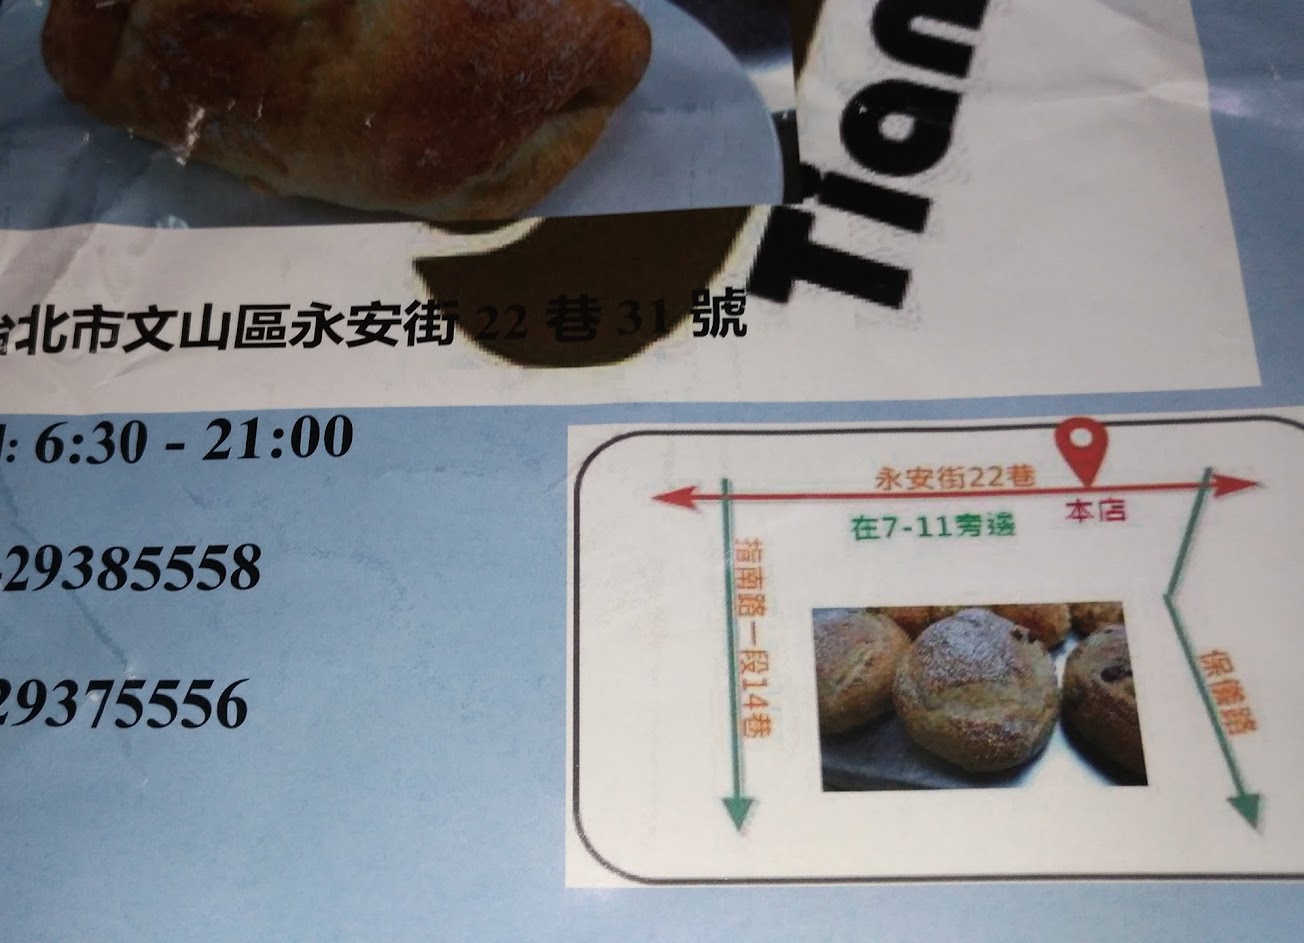 Tian
台北市文山區永安街 22 巷 31 號
: 6:30 - 21:00
-29385558
29375556
永安街22巷
本店
在7-11旁邊
指南路一段14巷
保儀路